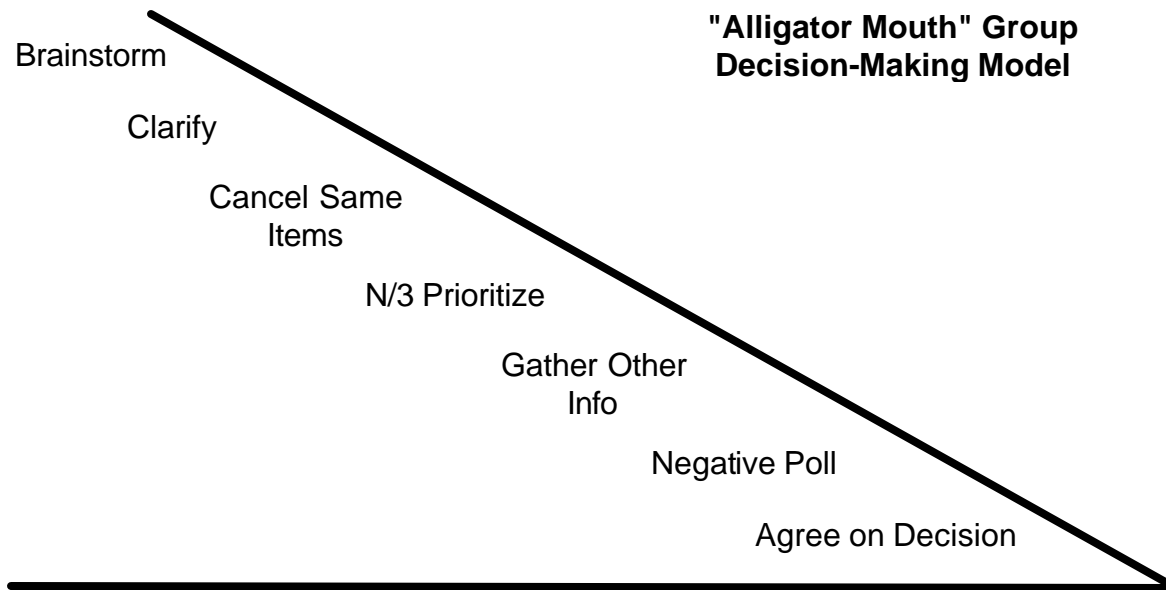 "Alligator Mouth" Group
Decision-Making Model
Brainstorm
Clarify
Cancel Same
Items
N/3 Prioritize
Gather Other
Info
Negative Poll
Agree on Decision